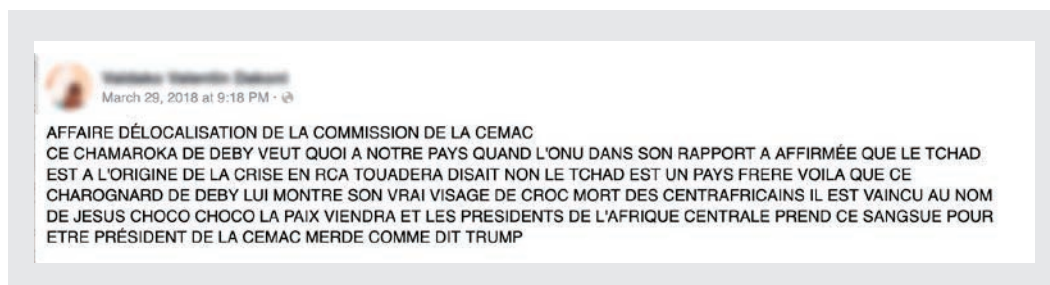 March 29, 2018 at 9:18 PM ·
AFFAIRE DÉLOCALISATION DE LA COMMISSION DE LA CEMAC
CE CHAMAROKA DE DEBY VEUT QUOI A NOTRE PAYS QUAND L'ONU DANS SON RAPPORT A AFFIRMÉE QUE LE TCHAD
EST A L'ORIGINE DE LA CRISE EN RCA TOUADERA DISAIT NON LE TCHAD EST UN PAYS FRERE VOILA QUE CE
CHAROGNARD DE DEBY LUI MONTRE SON VRAI VISAGE DE CROC MORT DES CENTRAFRICAINS IL EST VAINCU AU NOM
DE JESUS CHOCO CHOCO LA PAIX VIENDRA ET LES PRESIDENTS DE L'AFRIQUE CENTRALE PREND CE SANGSUE POUR
ETRE PRÉSIDENT DE LA CEMAC MERDE COMME DIT TRUMP